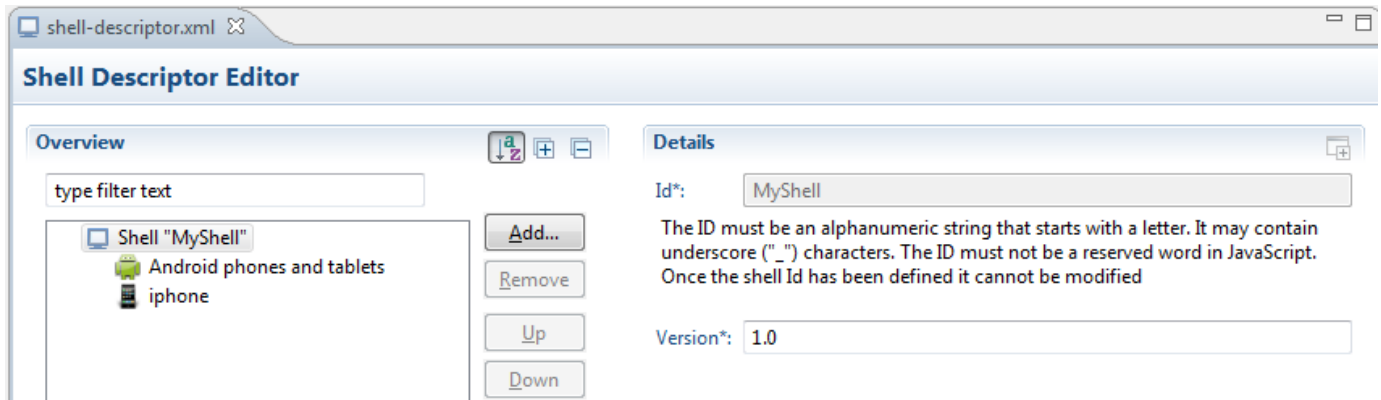 shell-descriptor.xml
Shell Descriptor Editor
Overview
a
z
type filter text
Shell "MyShell"
Android phones and tablets
iphone
Add...
Remove
Up
Down
Details
Id*:
MyShell
The ID must be an alphanumeric string that starts with a letter. It may contain
underscore ("_") characters. The ID must not be a reserved word in JavaScript.
Once the shell Id has been defined it cannot be modified
Version*:
1.0